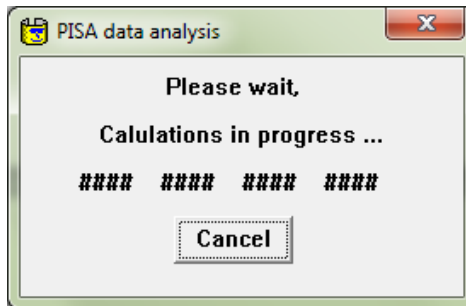 PISA data analysis
Please wait,
Calulations in progress ...
#### #### #### ####
Cancel